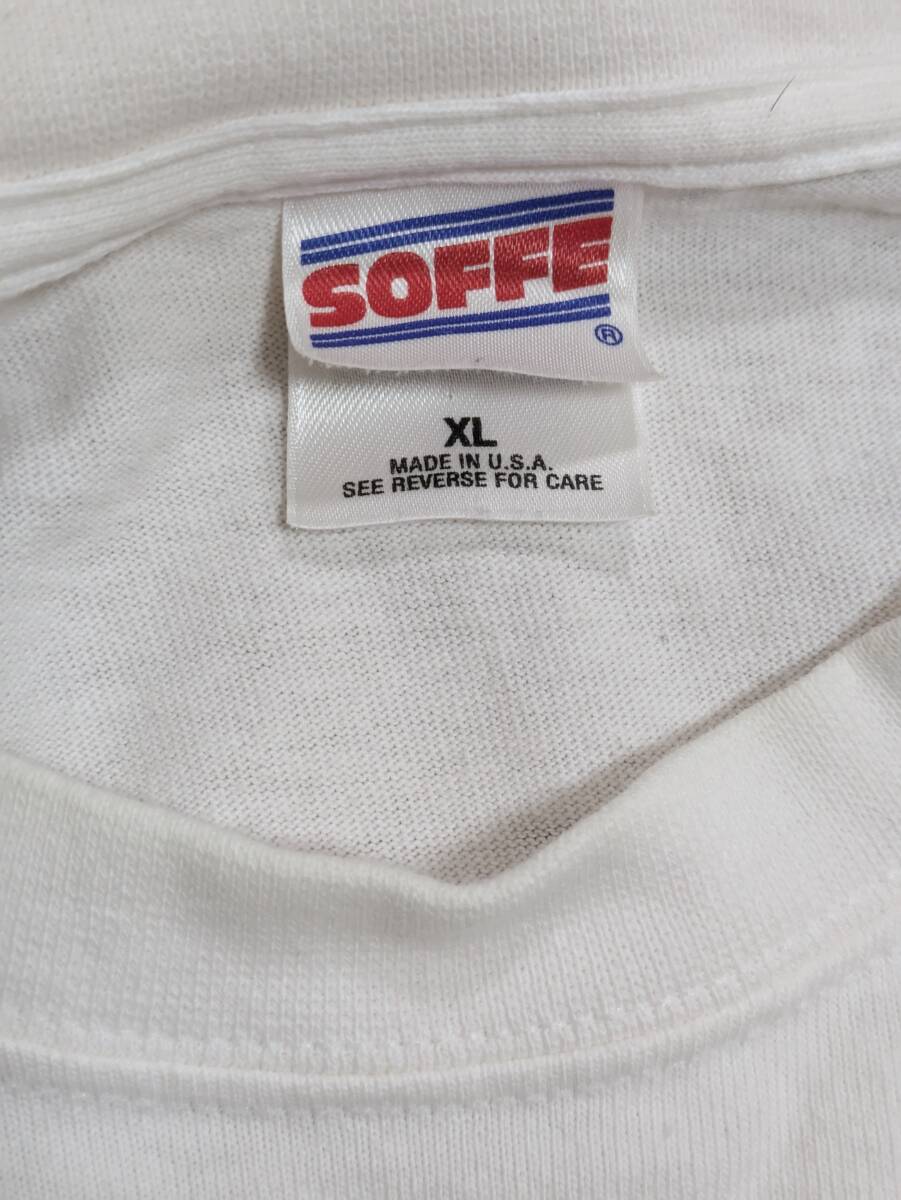 SOFFE
®
XL
MADE IN U.S.A.
SEE REVERSE FOR CARE